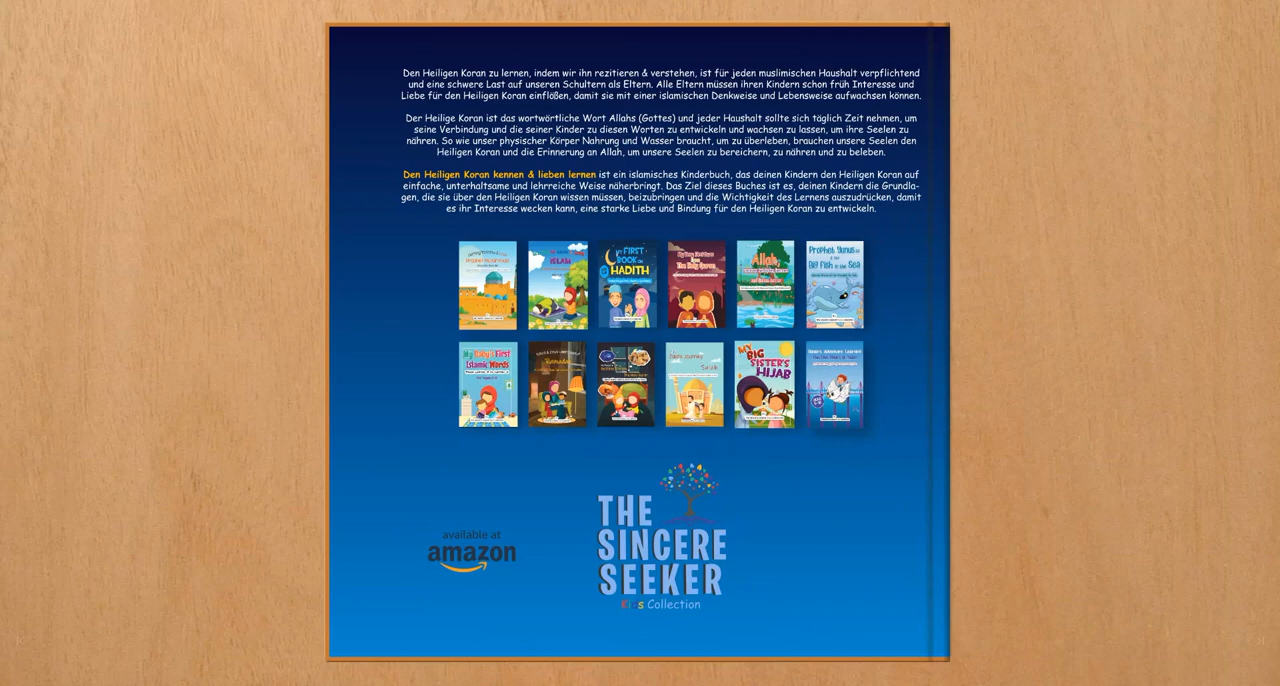 Den Heiligen Koran zu lernen, indem wir ihn rezitieren & verstehen, ist für jeden muslimischen Haushalt verpflichtend
und eine schwere Last auf unseren Schultern als Eltern. Alle Eltern müssen ihren Kindern schon früh Interesse und
Liebe für den Heiligen Koran einflößen, damit sie mit einer islamischen Denkweise und Lebensweise aufwachsen können.
Der Heilige Koran ist das wortwörtliche Wort Allahs (Gottes) und jeder Haushalt sollte sich täglich Zeit nehmen, um
seine Verbindung und die seiner Kinder zu diesen Worten zu entwickeln und wachsen zu lassen, um ihre Seelen zu
nähren. So wie unser physischer Körper Nahrung und Wasser braucht, um zu überleben, brauchen unsere Seelen den
Heiligen Koran und die Erinnerung an Allah, um unsere Seelen zu bereichern, zu nähren und zu beleben.
Den Heiligen Koran kennen & lieben lernen ist ein islamisches Kinderbuch, das deinen Kindern den Heiligen Koran auf
einfache, unterhaltsame und lehrreiche Weise näherbringt. Das Ziel dieses Buches ist es, deinen Kindern die Grundla-
gen, die sie über den Heiligen Koran wissen müssen, beizubringen und die Wichtigkeit des Lernens auszudrücken, damit
es ihr Interesse wecken kann, eine starke Liebe und Bindung für den Heiligen Koran zu entwickeln.
ISLAM
MY FIRST
BOOK ON
HADITH
The Holy Quran
Allah
Prophet Yunus
Big Fish in the Sea
My Baby's First
Islamic Words
Ramadan
MY
BIG
SISTER'S
HIJAB
available at
amazon
THE
SINCERE
SEEKER
Kids Collection